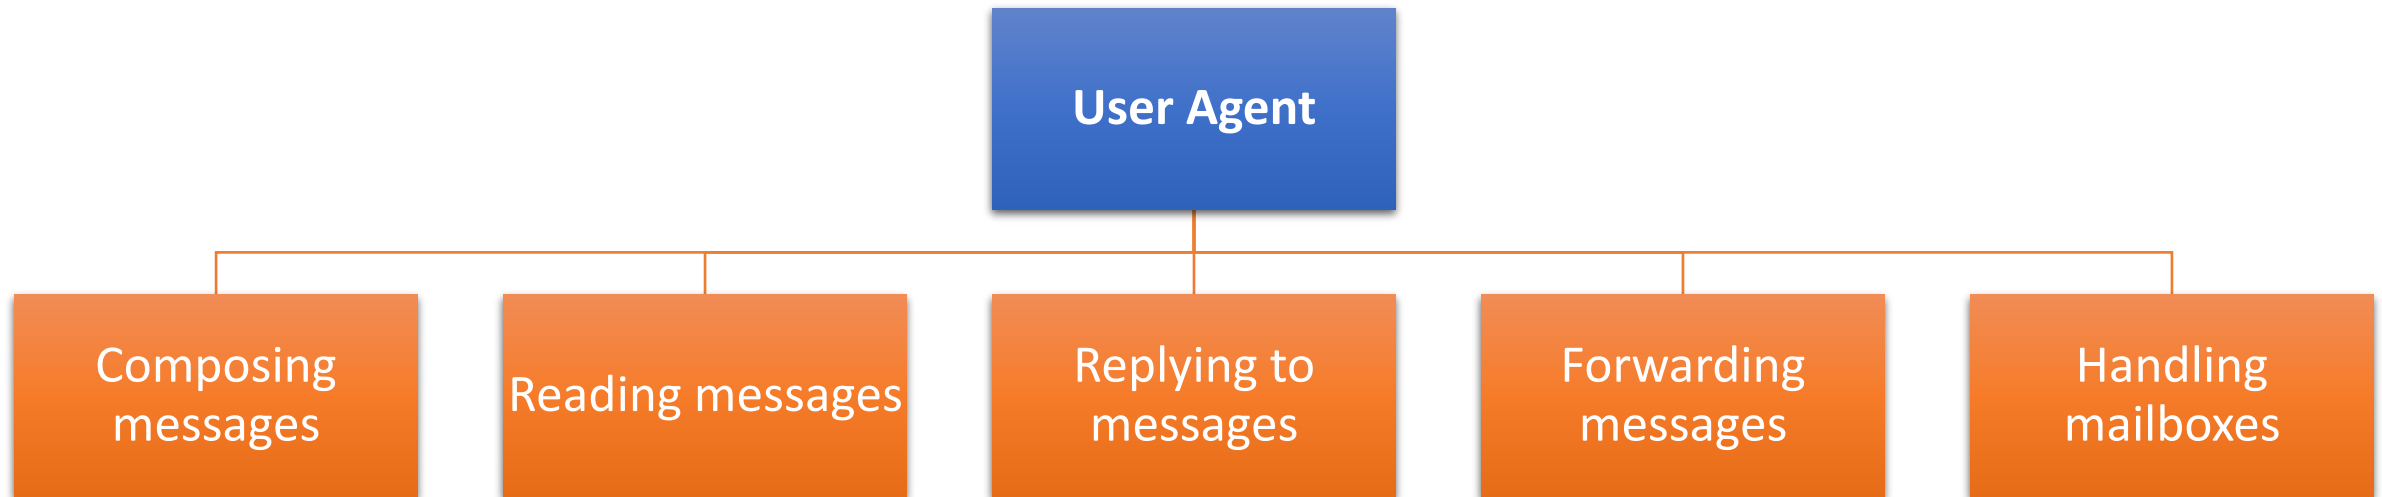 User Agent
Composing
messages
Reading messages
Replying to
messages
Forwarding
messages
Handling
mailboxes